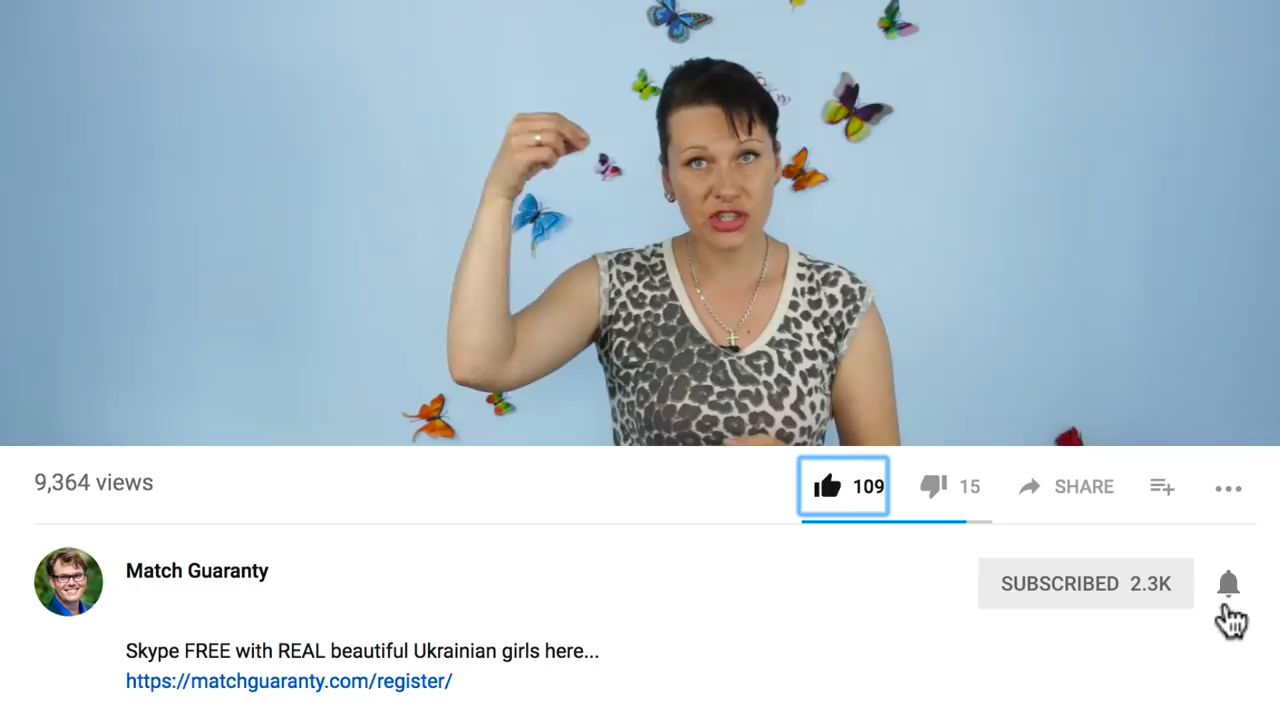 9,364 views
109
15
SHARE
Match Guaranty
SUBSCRIBED 2.3K
Skype FREE with REAL beautiful Ukrainian girls here...
https://matchguaranty.com/register/